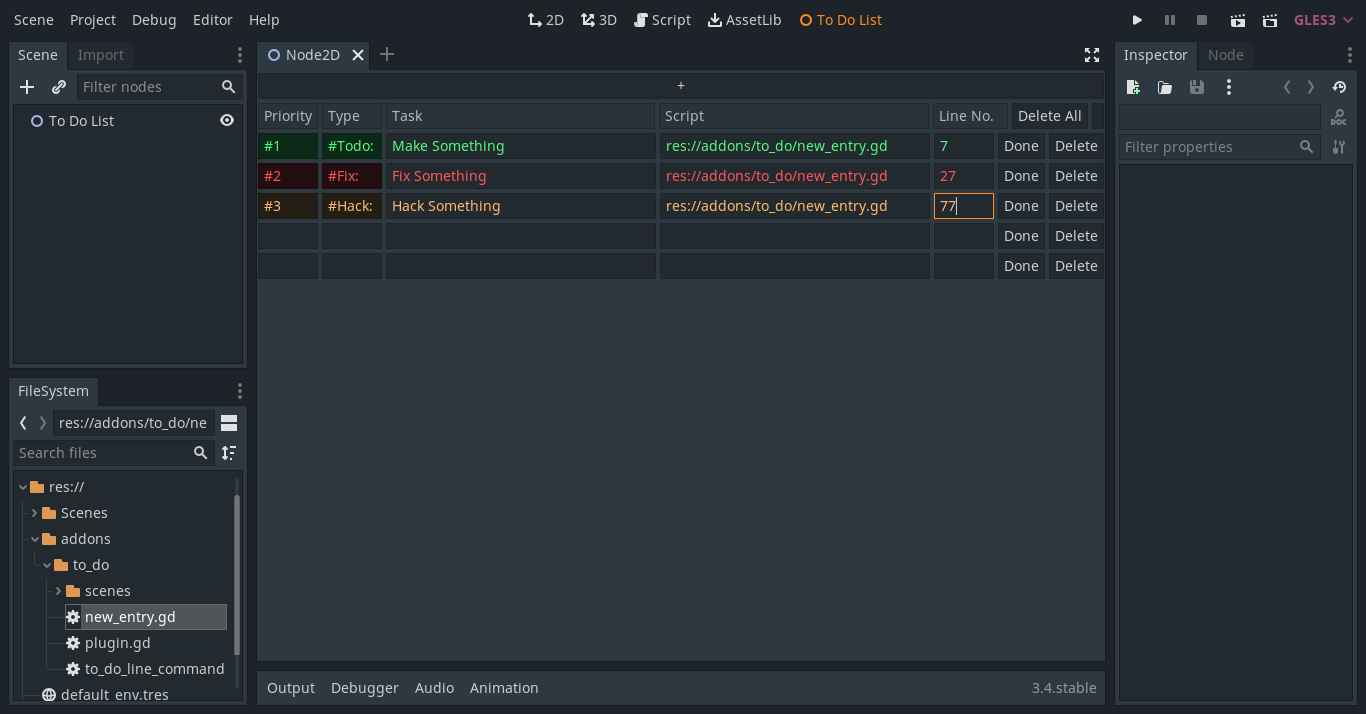 Scene Project Debug Editor Help 2D 3D Script AssetLib To Do List GLES3
Scene Import
Filter nodes
To Do List
FileSystem
res://addons/to_do/ne
Search files
res://
Scenes
addons
to_do
scenes
new_entry.gd
plugin.gd
to_do_line_command
default_env.tres
Node2D
+
Priority Type Task Script Line No. Delete All
#1 #Todo: Make Something res://addons/to_do/new_entry.gd 7 Done Delete
#2 #Fix: Fix Something res://addons/to_do/new_entry.gd 27 Done Delete
#3 #Hack: Hack Something res://addons/to_do/new_entry.gd 77 Done Delete
Done Delete
Done Delete
Output Debugger Audio Animation 3.4.stable
Inspector Node
DOC
Filter properties